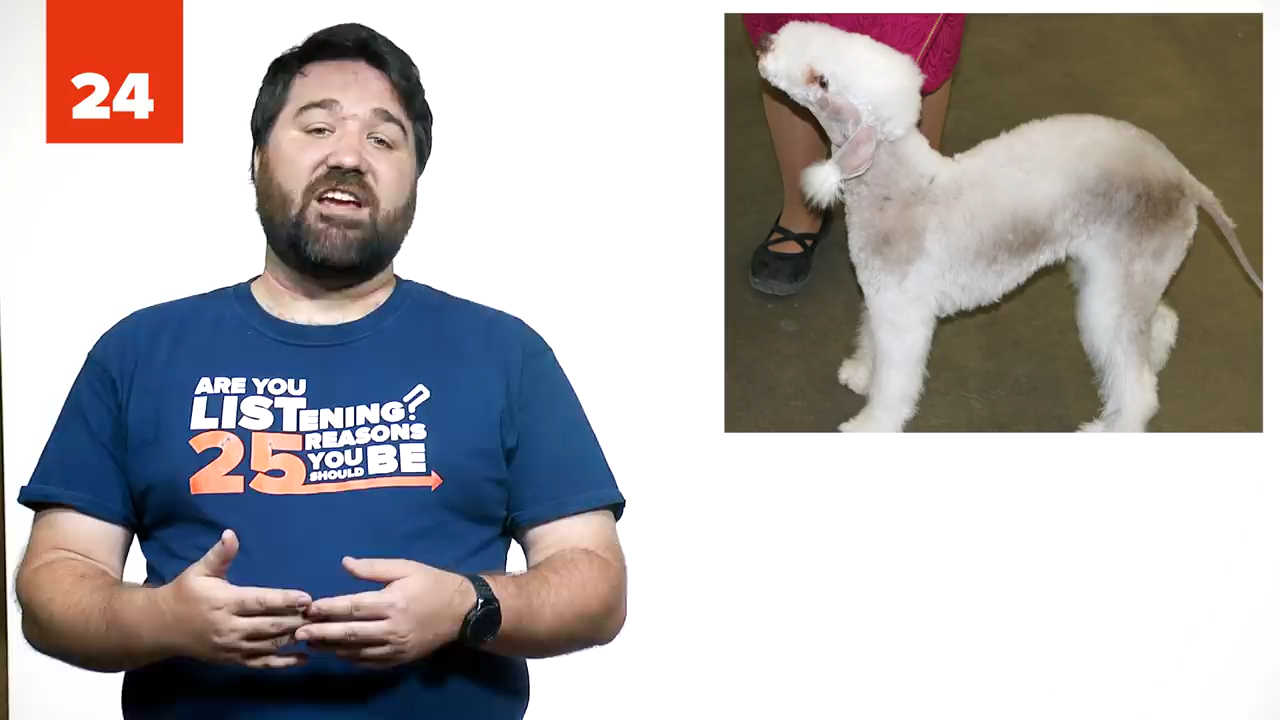 24
ARE YOU
LISTENING?
25 REASONS
YOU SHOULD BE